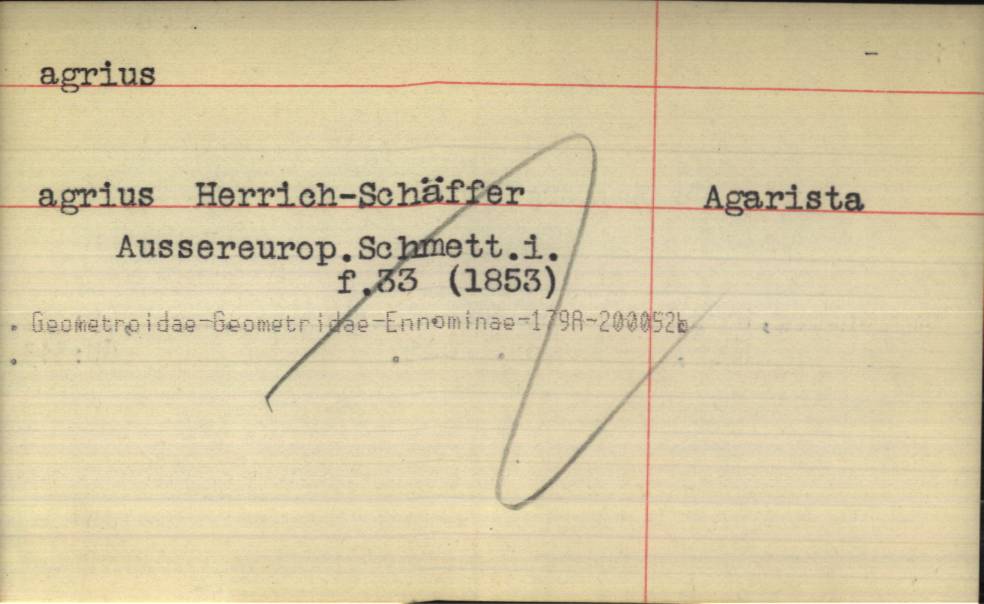 agrius
agrius Herrich-Schäffer Agarista
Aussereurop.Schmett.i.
f.33 (1853)
Geometroidae-Geometridae-Ennominae-179A-200052b